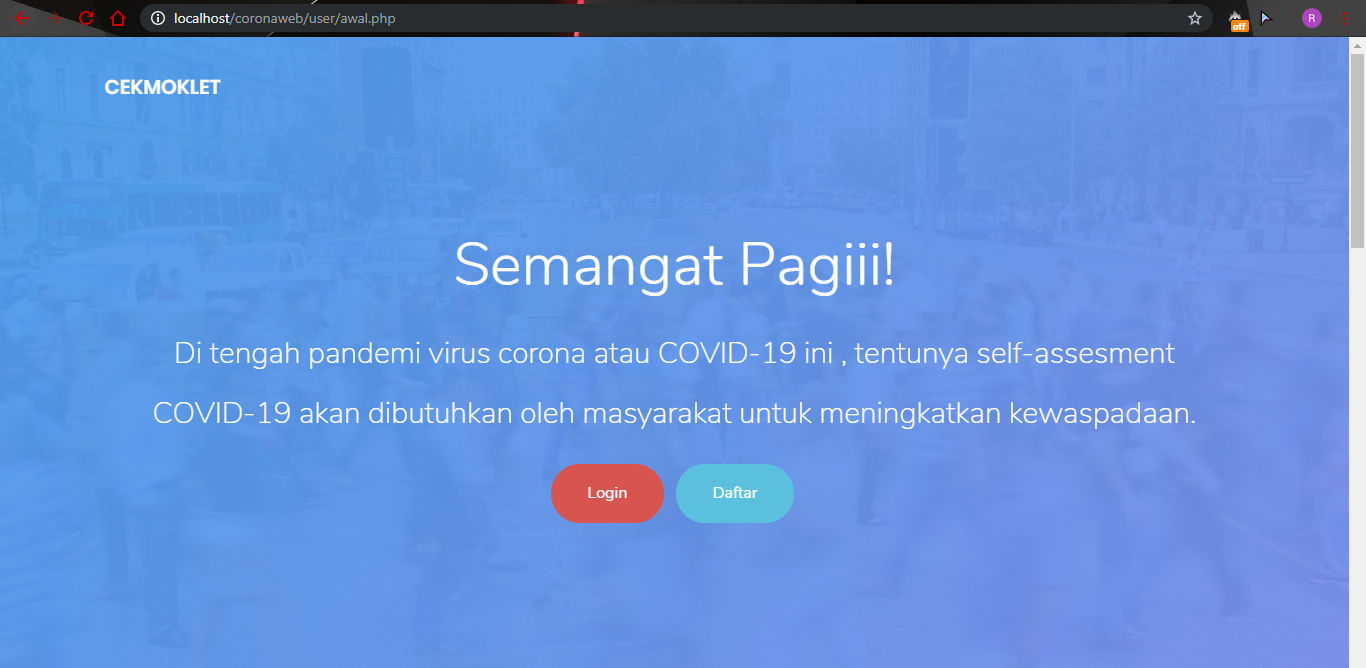 localhost/coronaweb/user/awal.php
off
R
CEKMOKLET
Semangat Pagiii!
Di tengah pandemi virus corona atau COVID-19 ini , tentunya self-assesment
COVID-19 akan dibutuhkan oleh masyarakat untuk meningkatkan kewaspadaan.
Login Daftar